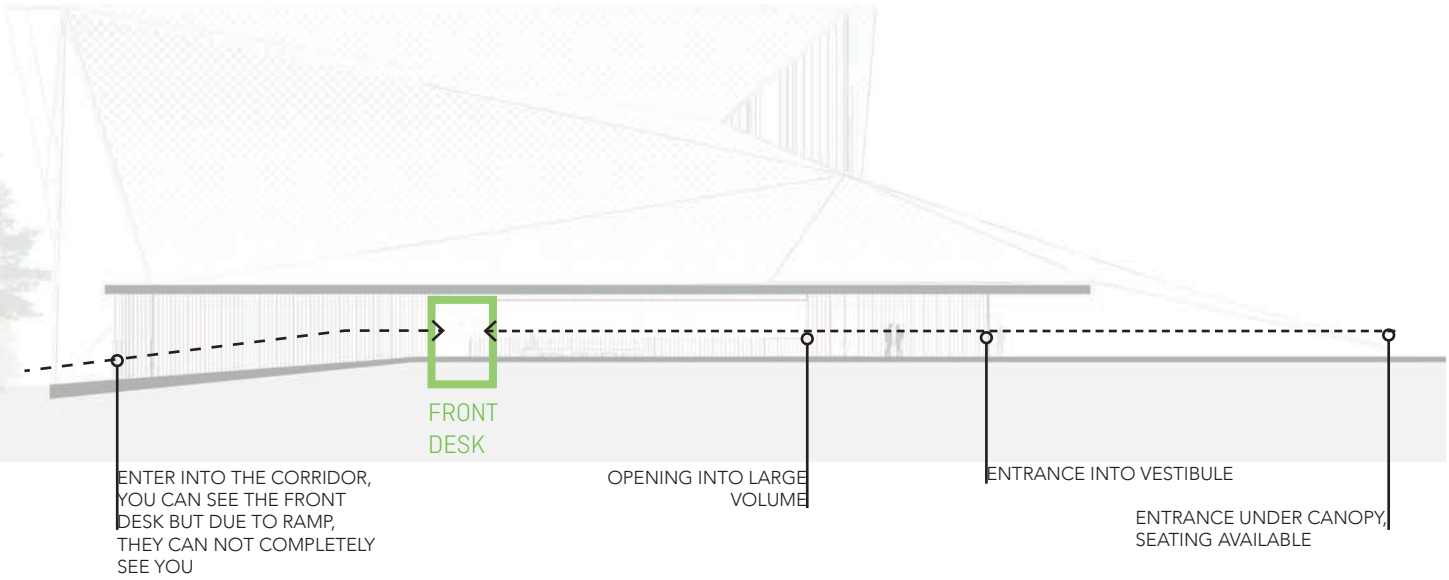 FRONT
DESK
ENTER INTO THE CORRIDOR,
YOU CAN SEE THE FRONT
DESK BUT DUE TO RAMP,
THEY CAN NOT COMPLETELY
SEE YOU
OPENING INTO LARGE
VOLUME
ENTRANCE INTO VESTIBULE
ENTRANCE UNDER CANOPY,
SEATING AVAILABLE